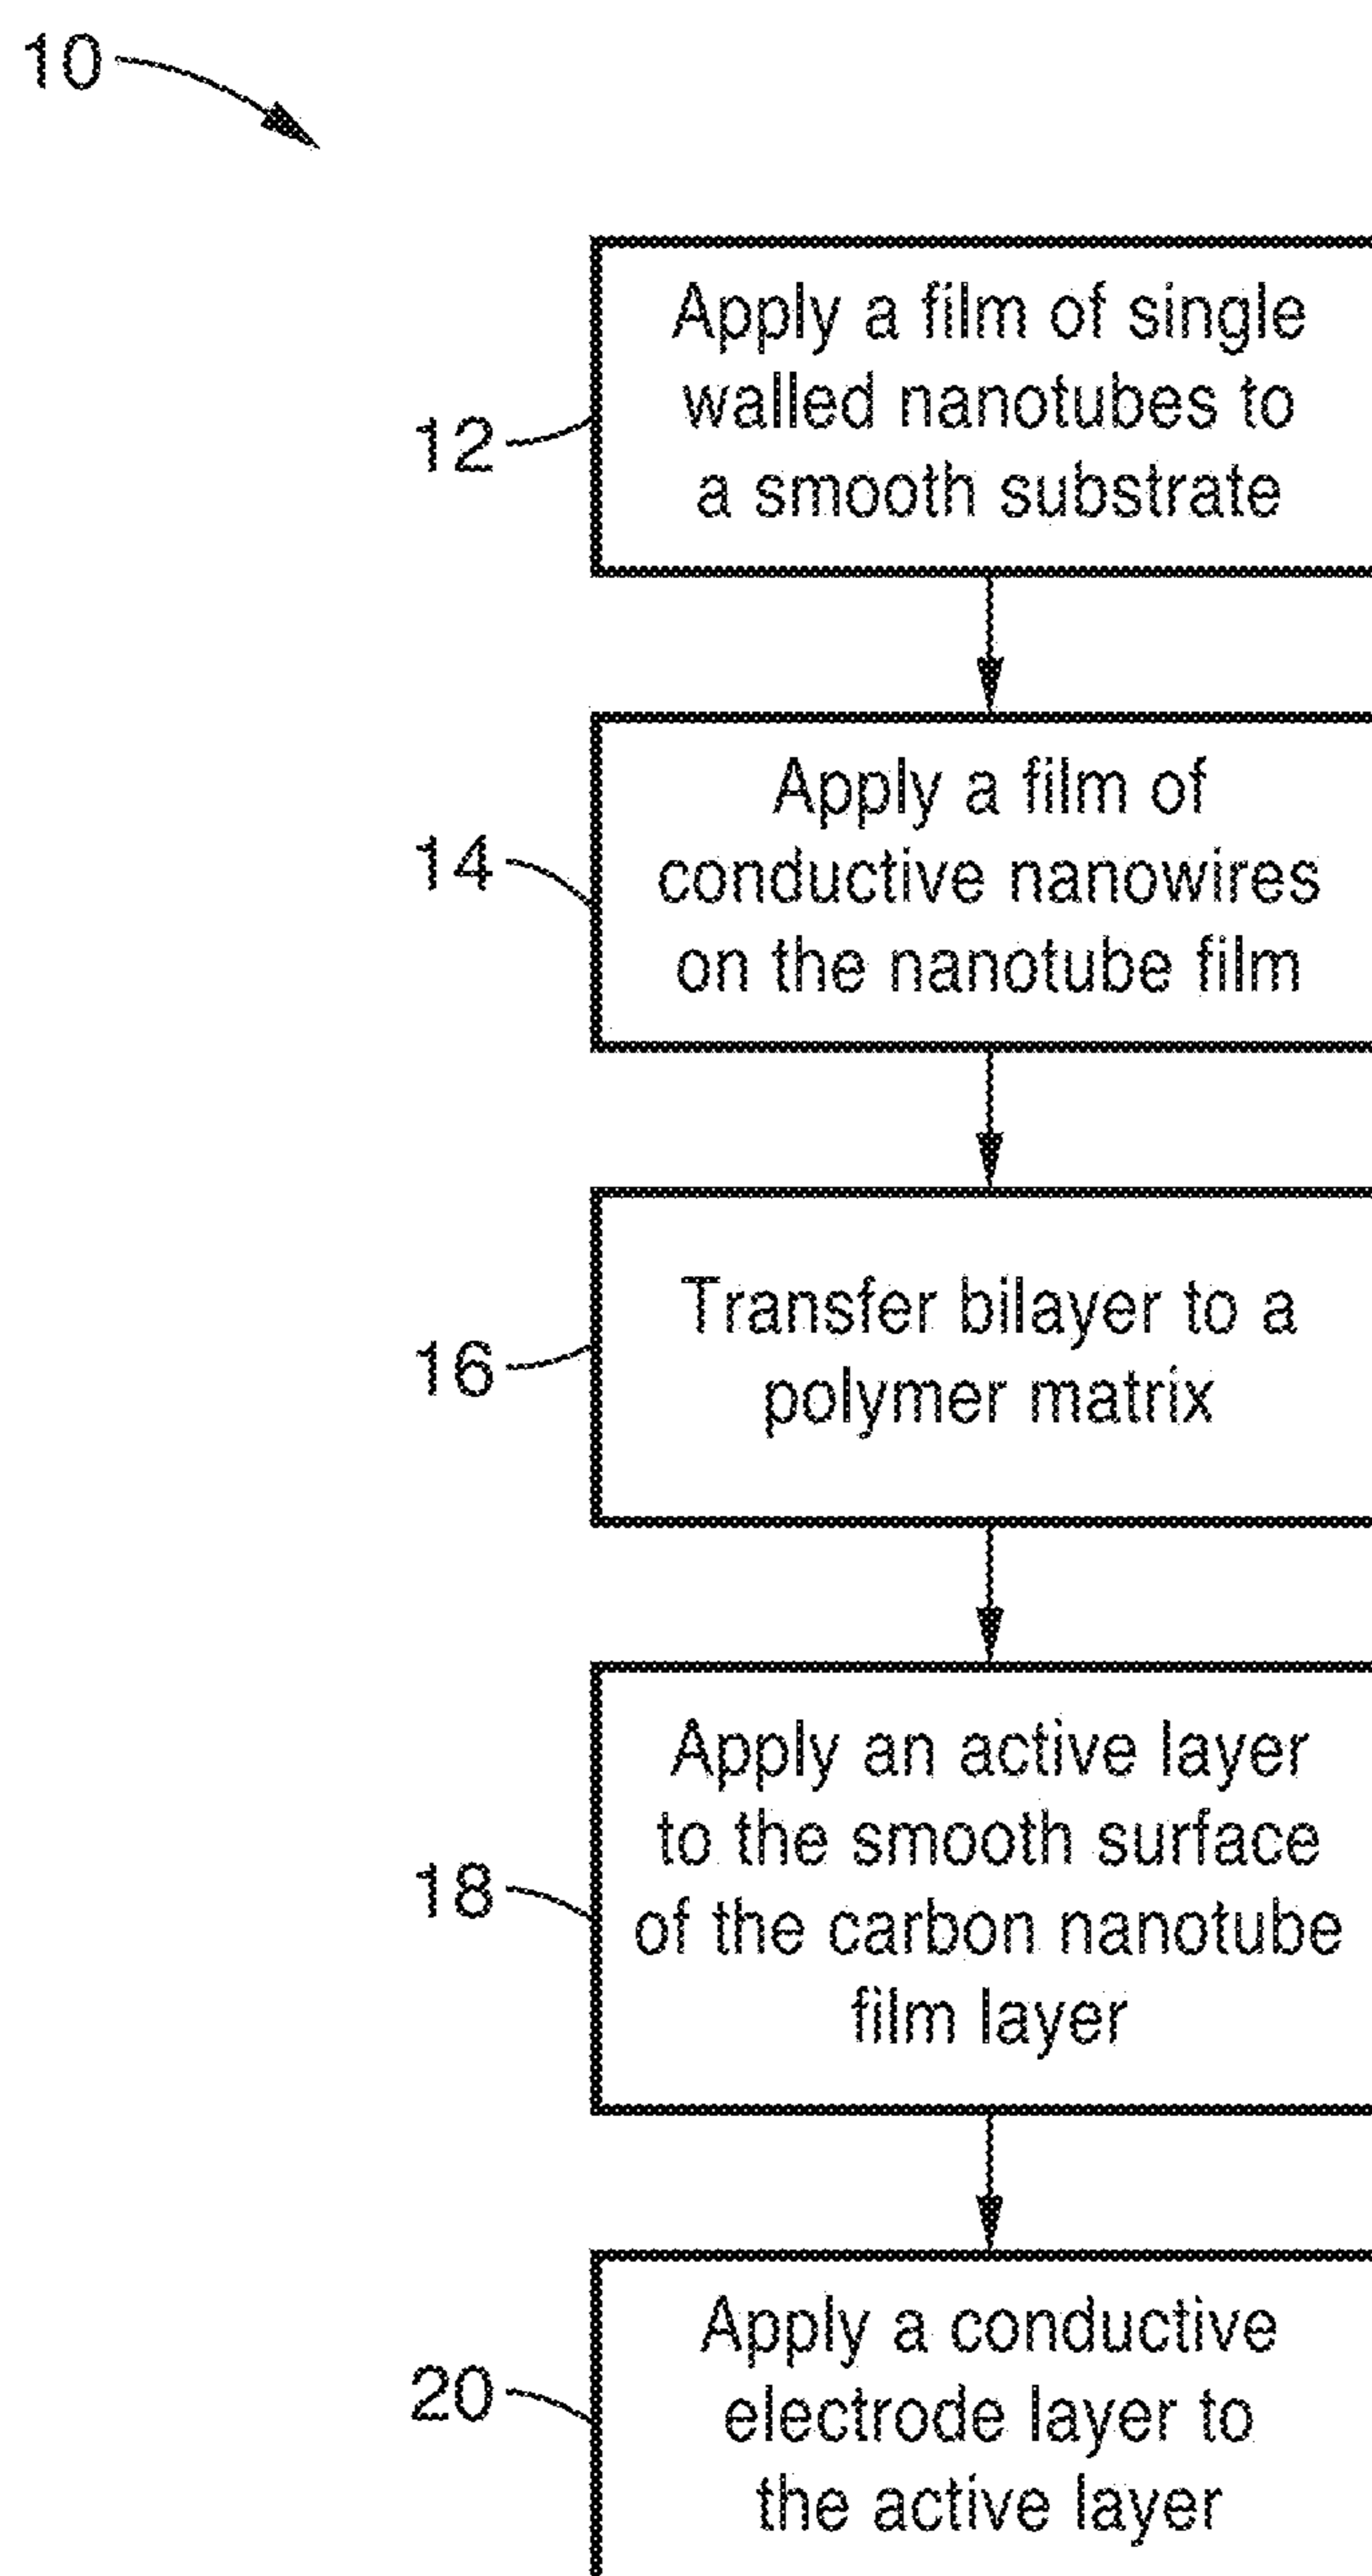 10
12
Apply a film of single
walled nanotubes to
a smooth substrate
14
Apply a film of
conductive nanowires
on the nanotube film
16
Transfer bilayer to a
polymer matrix
18
Apply an active layer
to the smooth surface
of the carbon nanotube
film layer
20
Apply a conductive
electrode layer to
the active layer